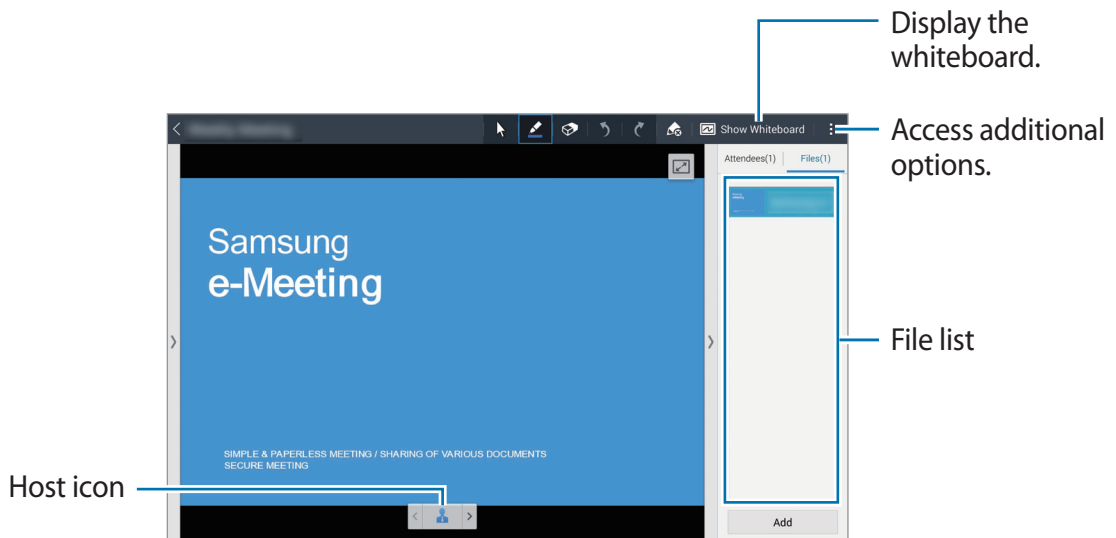 Display the
whiteboard.
Show Whiteboard
Access additional
options.
Attendees(1) Files(1)
Samsung
e-Meeting
File list
SIMPLE & PAPERLESS MEETING / SHARING OF VARIOUS DOCUMENTS
SECURE MEETING
Host icon
Add